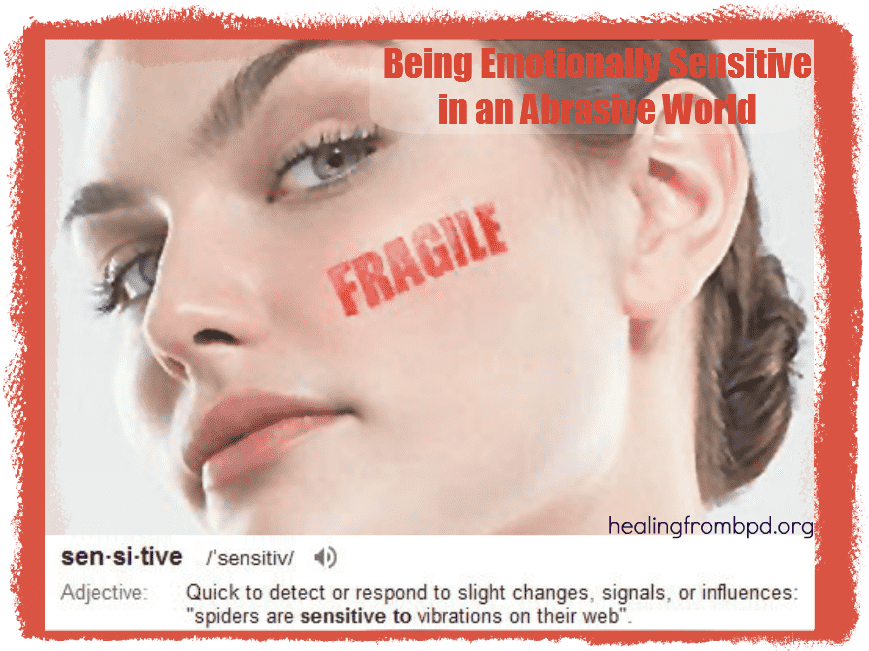 Being Emotionally Sensitive
in an Abrasive World
FRAGILE
healingfrombpd.org
sen·si·tive /ˈsensitiv/
Adjective: Quick to detect or respond to slight changes, signals, or influences:
"spiders are sensitive to vibrations on their web".